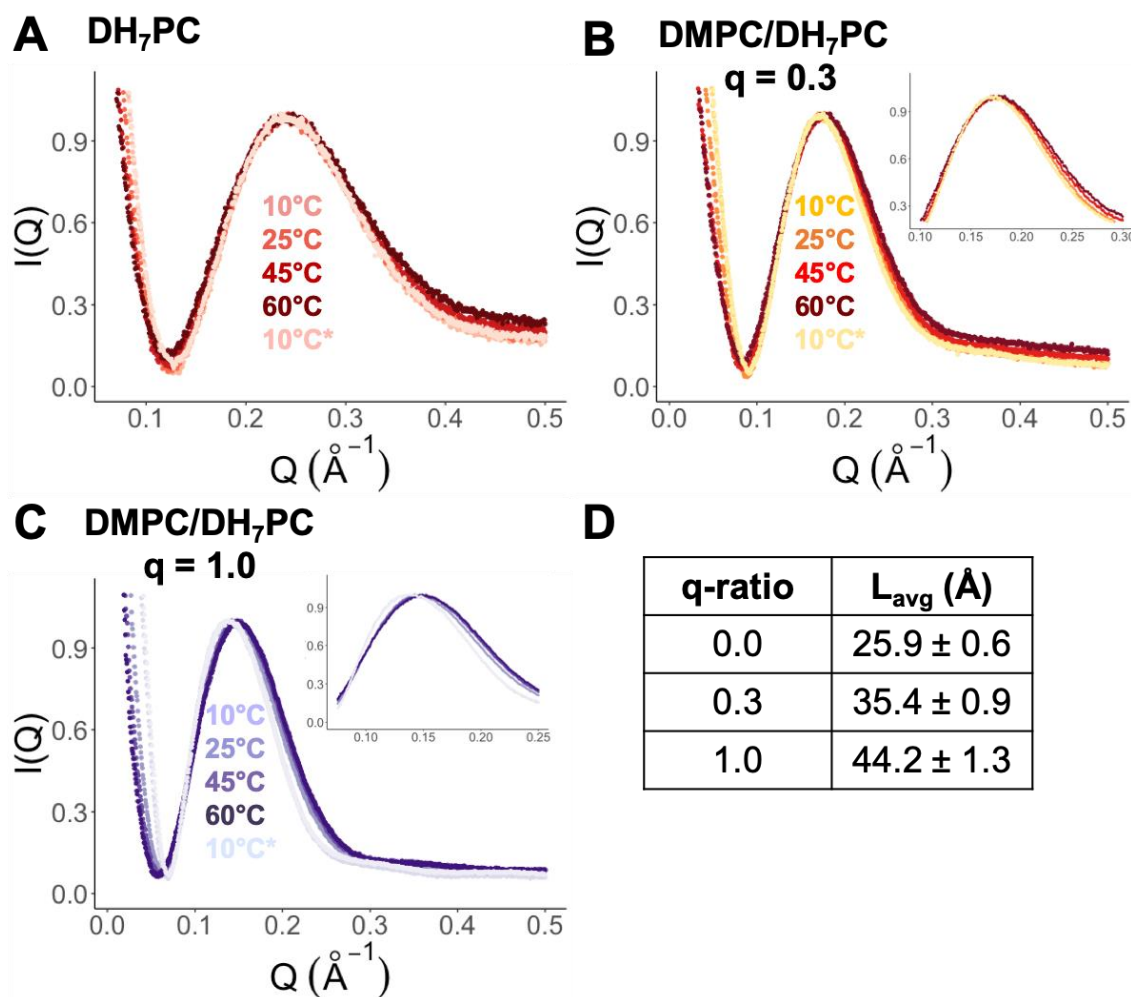 A DH₇PC
I(Q)
0.9
0.6
0.3
0.0
10°C
25°C
45°C
60°C
10°C*
0.1 0.2 0.3 0.4 0.5
Q (Å⁻¹)
B DMPC/DH₇PC
q = 0.3
I(Q)
0.9
0.6
0.3
0.0
10°C
25°C
45°C
60°C
10°C*
0.9
0.6
0.3
0.10 0.15 0.20 0.25 0.30
0.0 0.1 0.2 0.3 0.4 0.5
Q (Å⁻¹)
C DMPC/DH₇PC
q = 1.0
I(Q)
0.9
0.6
0.3
0.0
10°C
25°C
45°C
60°C
10°C*
0.9
0.6
0.3
0.0
0.10 0.15 0.20 0.25
0.0 0.1 0.2 0.3 0.4 0.5
Q (Å⁻¹)
D
q-ratio Lavg (Å)
0.0 25.9 ± 0.6
0.3 35.4 ± 0.9
1.0 44.2 ± 1.3